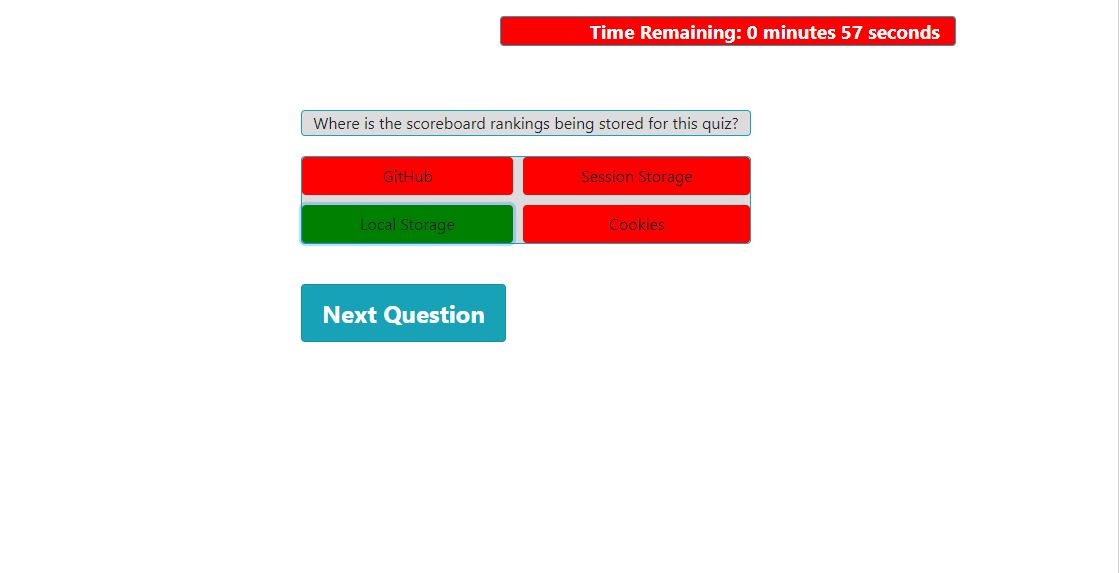 Time Remaining: 0 minutes 57 seconds
Where is the scoreboard rankings being stored for this quiz?
GitHub
Session Storage
Local Storage
Cookies
Next Question